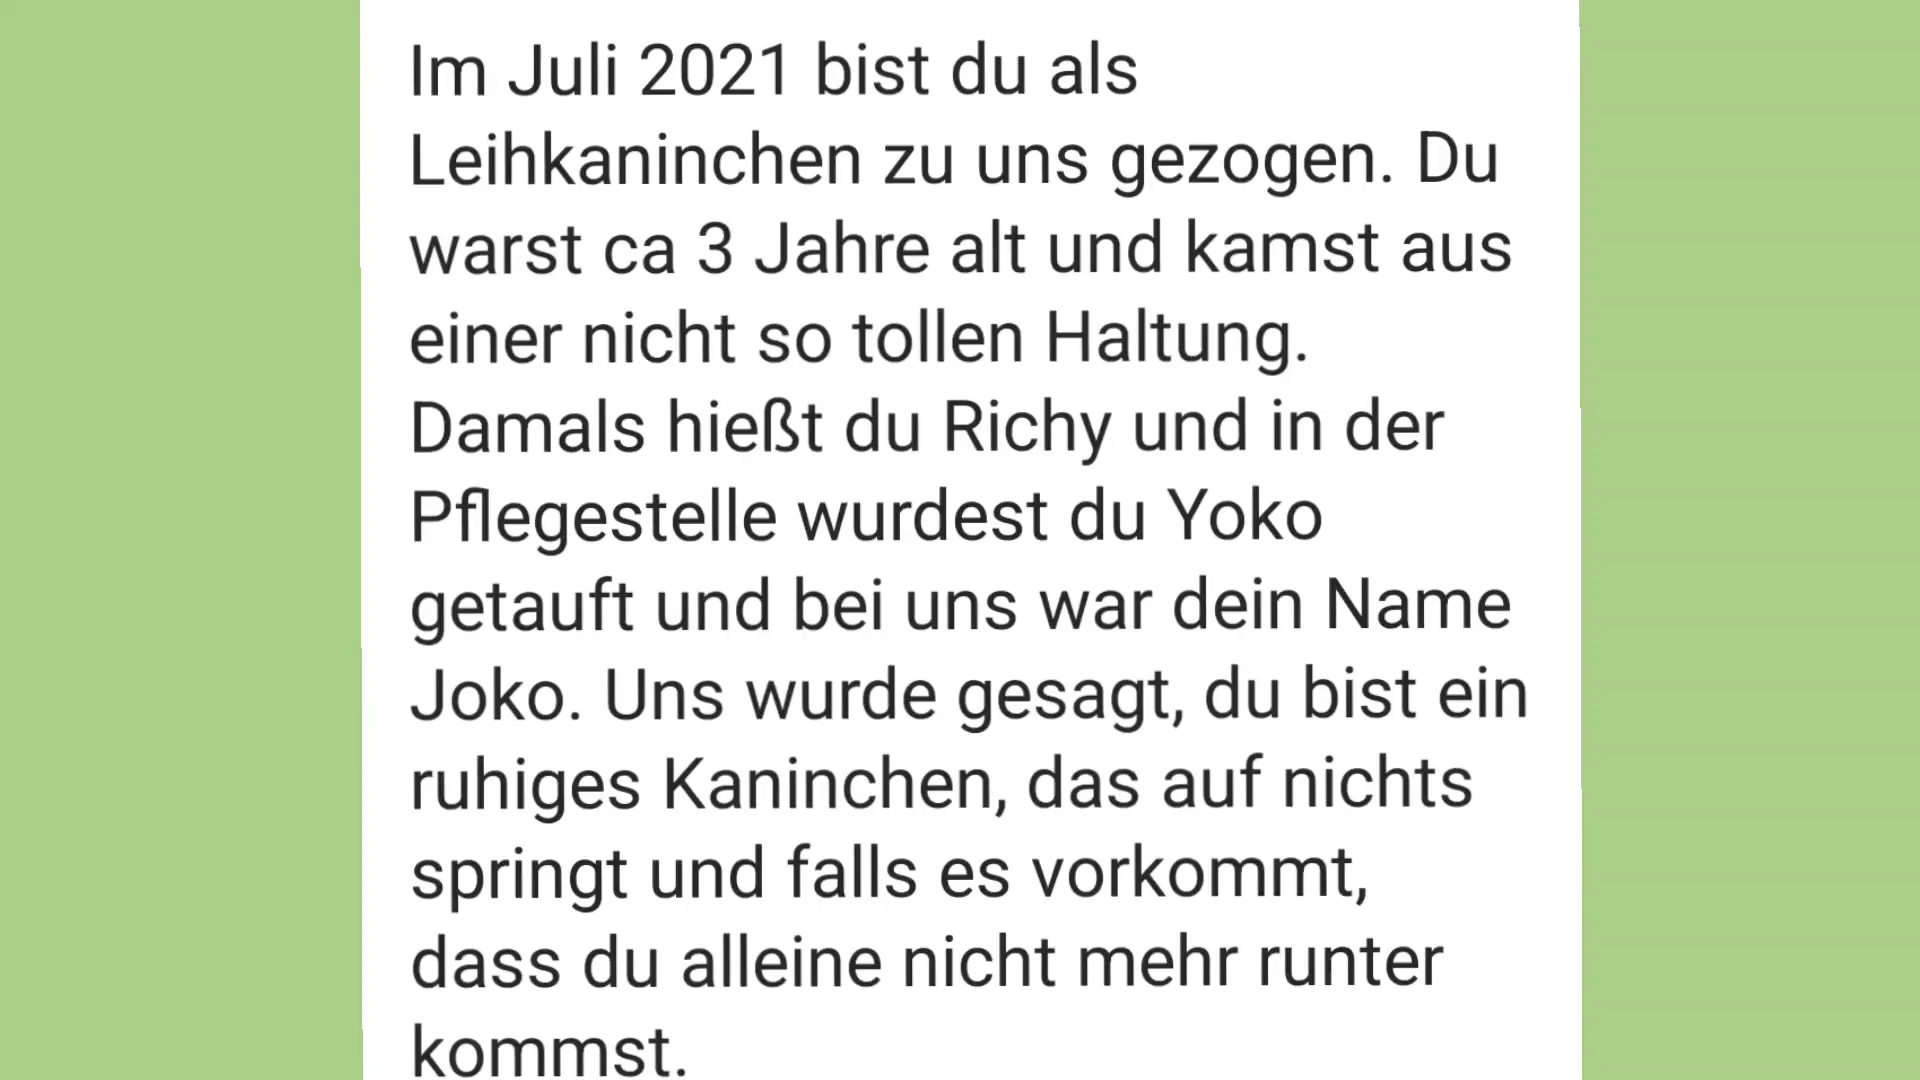 Im Juli 2021 bist du als
Leihkaninchen zu uns gezogen. Du
warst ca 3 Jahre alt und kamst aus
einer nicht so tollen Haltung.
Damals hießt du Richy und in der
Pflegestelle wurdest du Yoko
getauft und bei uns war dein Name
Joko. Uns wurde gesagt, du bist ein
ruhiges Kaninchen, das auf nichts
springt und falls es vorkommt,
dass du alleine nicht mehr runter
kommst.